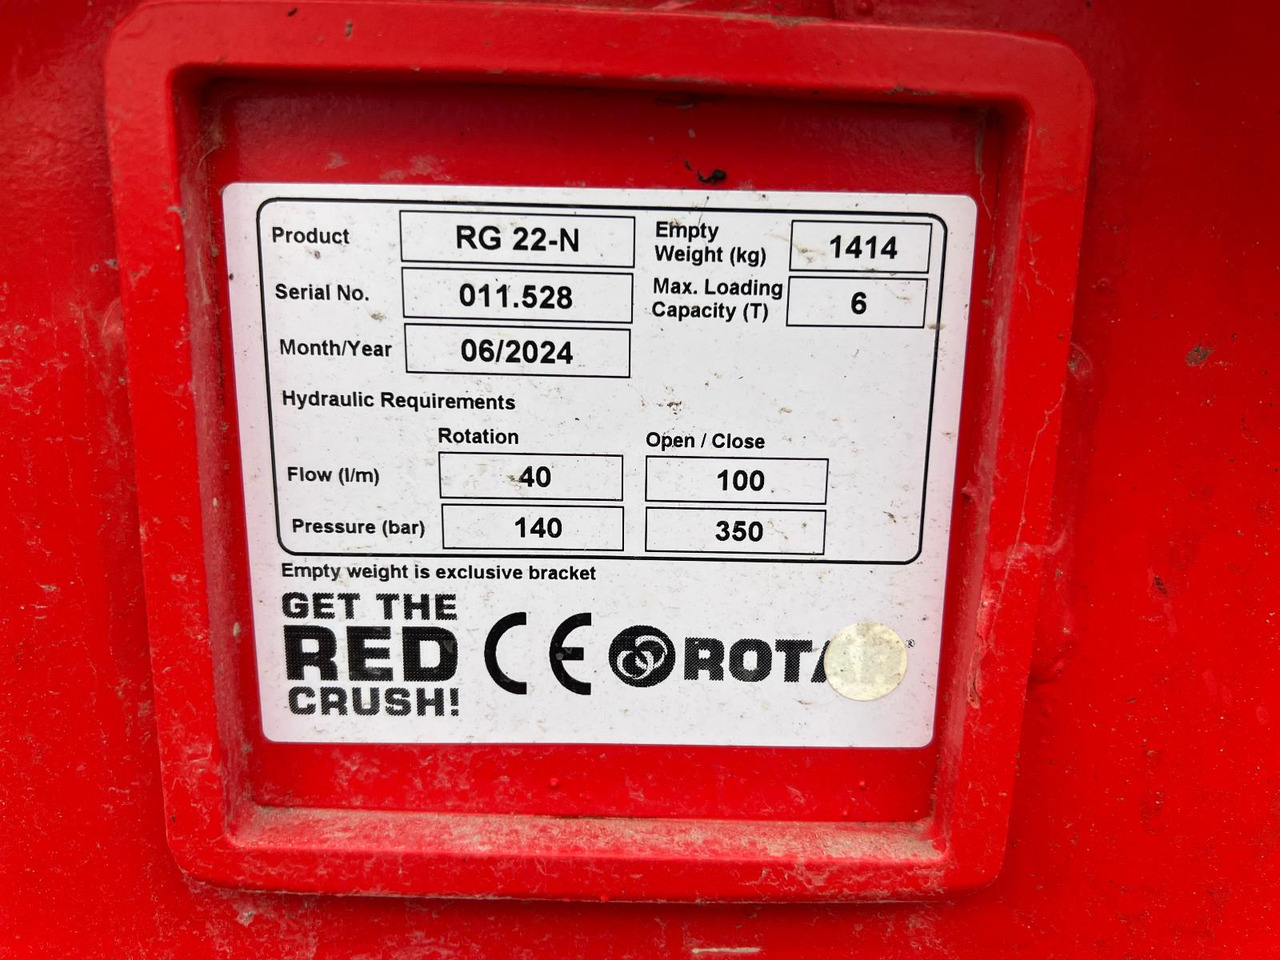 Product RG 22-N Empty Weight (kg) 1414
Serial No. 011.528 Max. Loading Capacity (T) 6
Month/Year 06/2024
Hydraulic Requirements
Rotation Open / Close
Flow (l/m) 40 100
Pressure (bar) 140 350
Empty weight is exclusive bracket
GET THE
RED
CRUSH!
CE